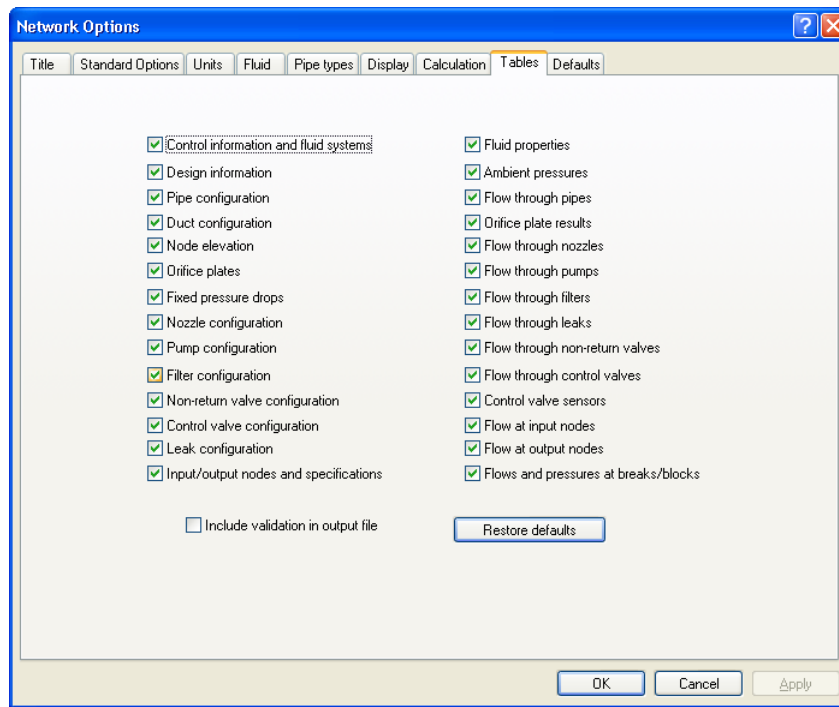 Network Options
Title
Standard Options
Units
Fluid
Pipe types
Display
Calculation
Tables
Defaults
Control information and fluid systems
Design information
Pipe configuration
Duct configuration
Node elevation
Orifice plates
Fixed pressure drops
Nozzle configuration
Pump configuration
Filter configuration
Non-return valve configuration
Control valve configuration
Leak configuration
Input/output nodes and specifications
Fluid properties
Ambient pressures
Flow through pipes
Orifice plate results
Flow through nozzles
Flow through pumps
Flow through filters
Flow through leaks
Flow through non-return valves
Flow through control valves
Control valve sensors
Flow at input nodes
Flow at output nodes
Flows and pressures at breaks/blocks
Include validation in output file
Restore defaults
OK
Cancel
Apply